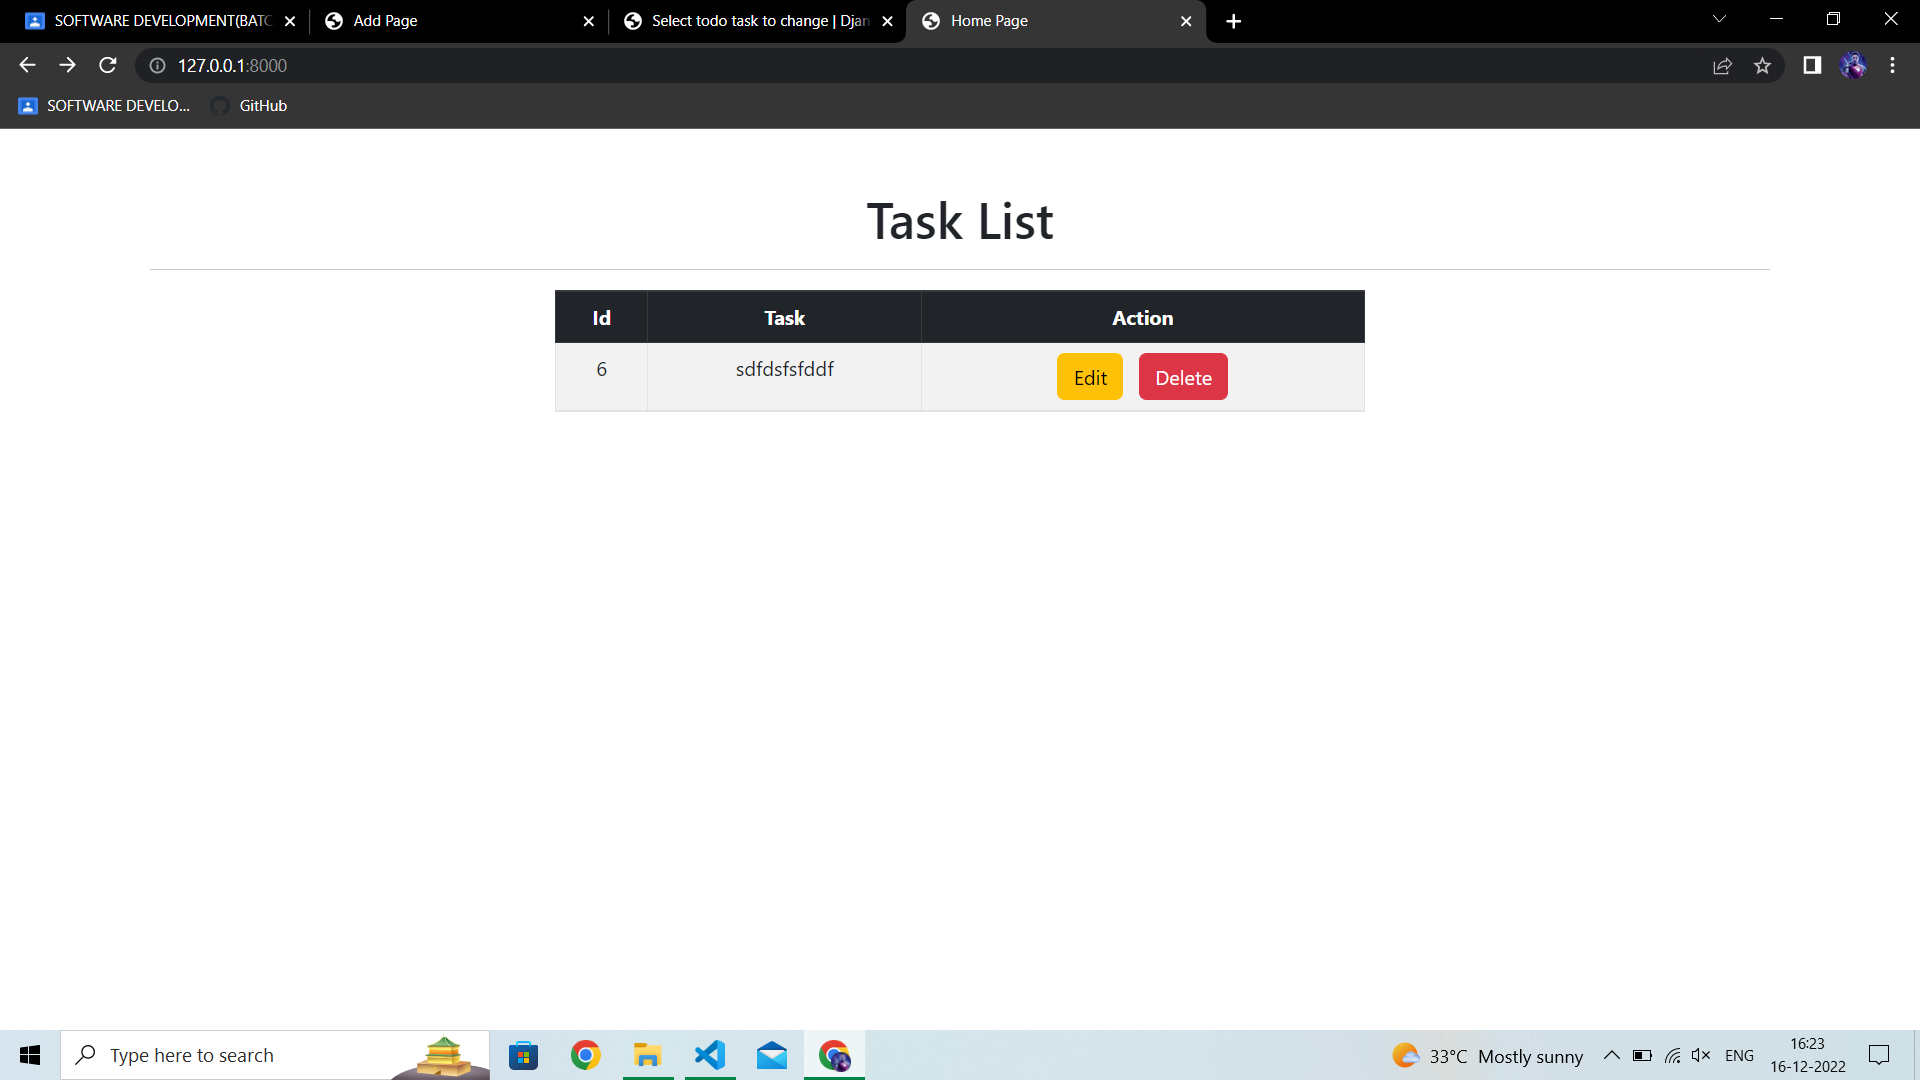 SOFTWARE DEVELOPMENT(BATC
Add Page
Select todo task to change | Djan
Home Page
127.0.0.1:8000
SOFTWARE DEVELO...
GitHub
Task List
Id Task Action
6 sdfdsfsfddf Edit Delete
Type here to search
33°C Mostly sunny
ENG
16:23
16-12-2022